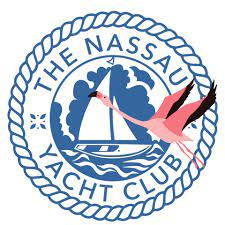 THE NASSAU
YACHT CLUB